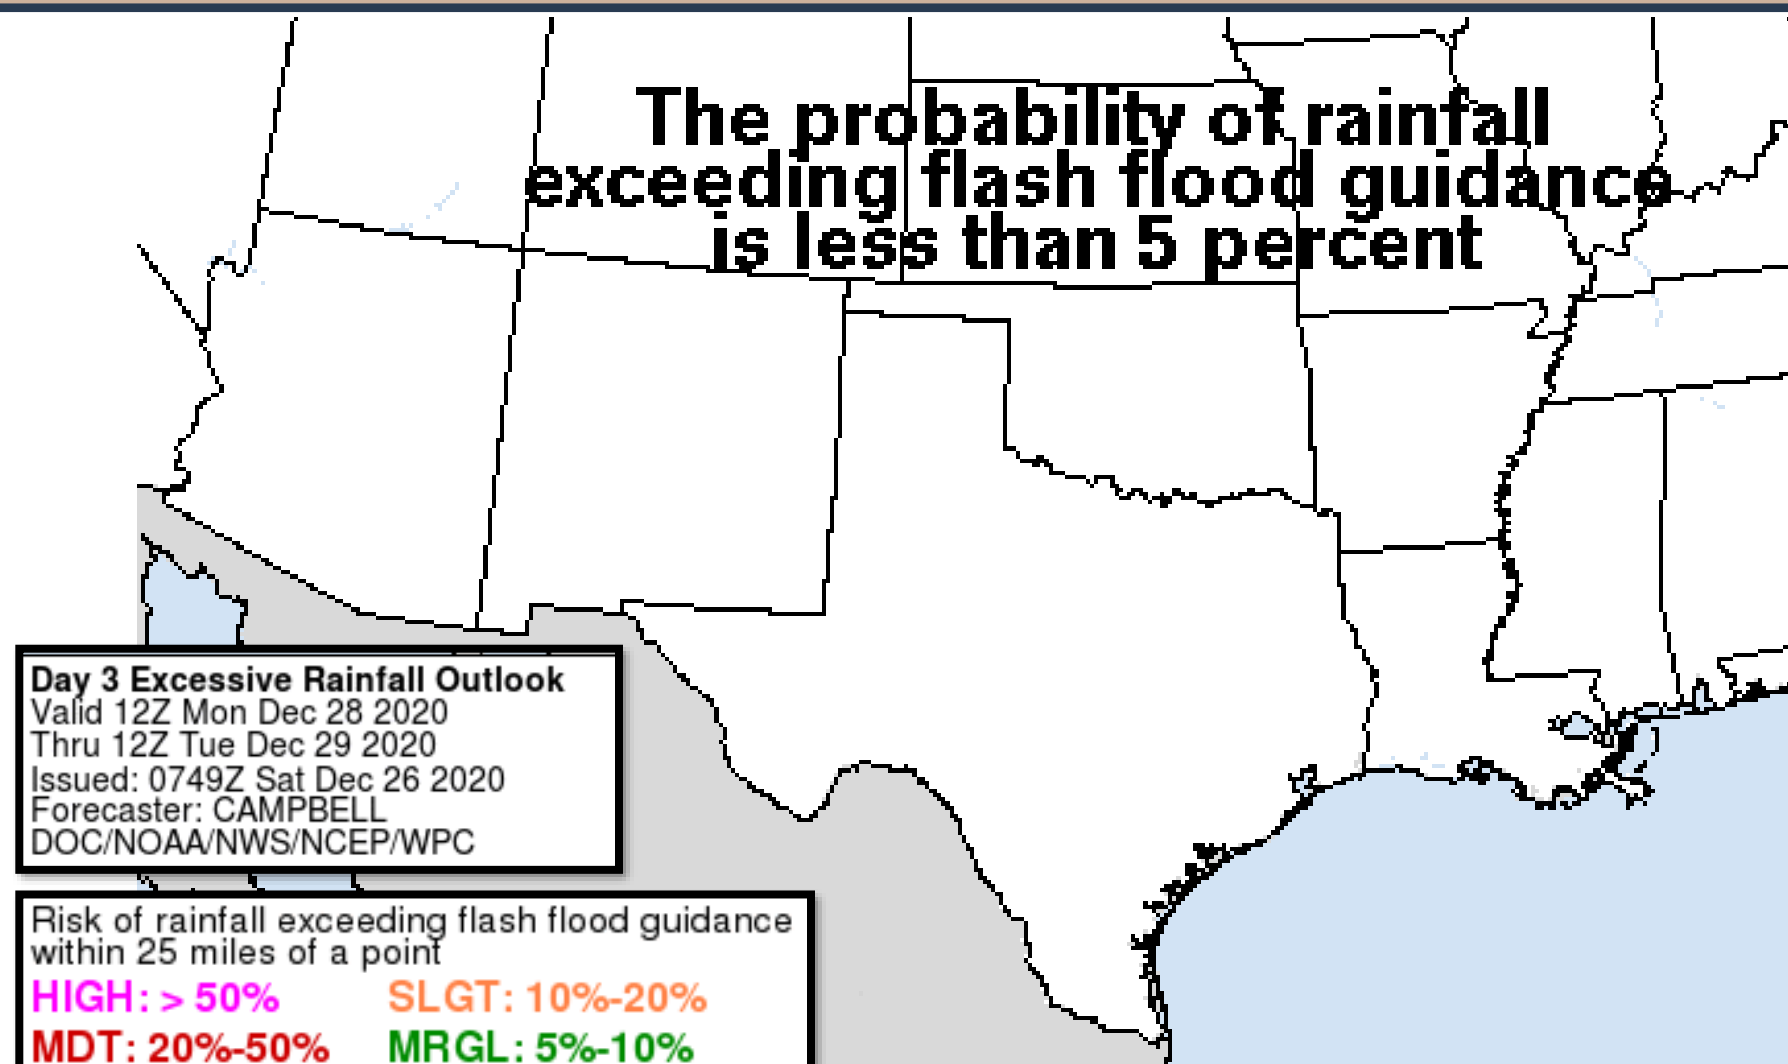 The probability of rainfall
exceeding flash flood guidance
is less than 5 percent
Day 3 Excessive Rainfall Outlook
Valid 12Z Mon Dec 28 2020
Thru 12Z Tue Dec 29 2020
Issued: 0749Z Sat Dec 26 2020
Forecaster: CAMPBELL
DOC/NOAA/NWS/NCEP/WPC
Risk of rainfall exceeding flash flood guidance
within 25 miles of a point
HIGH: > 50% SLGT: 10%-20%
MDT: 20%-50% MRGL: 5%-10%